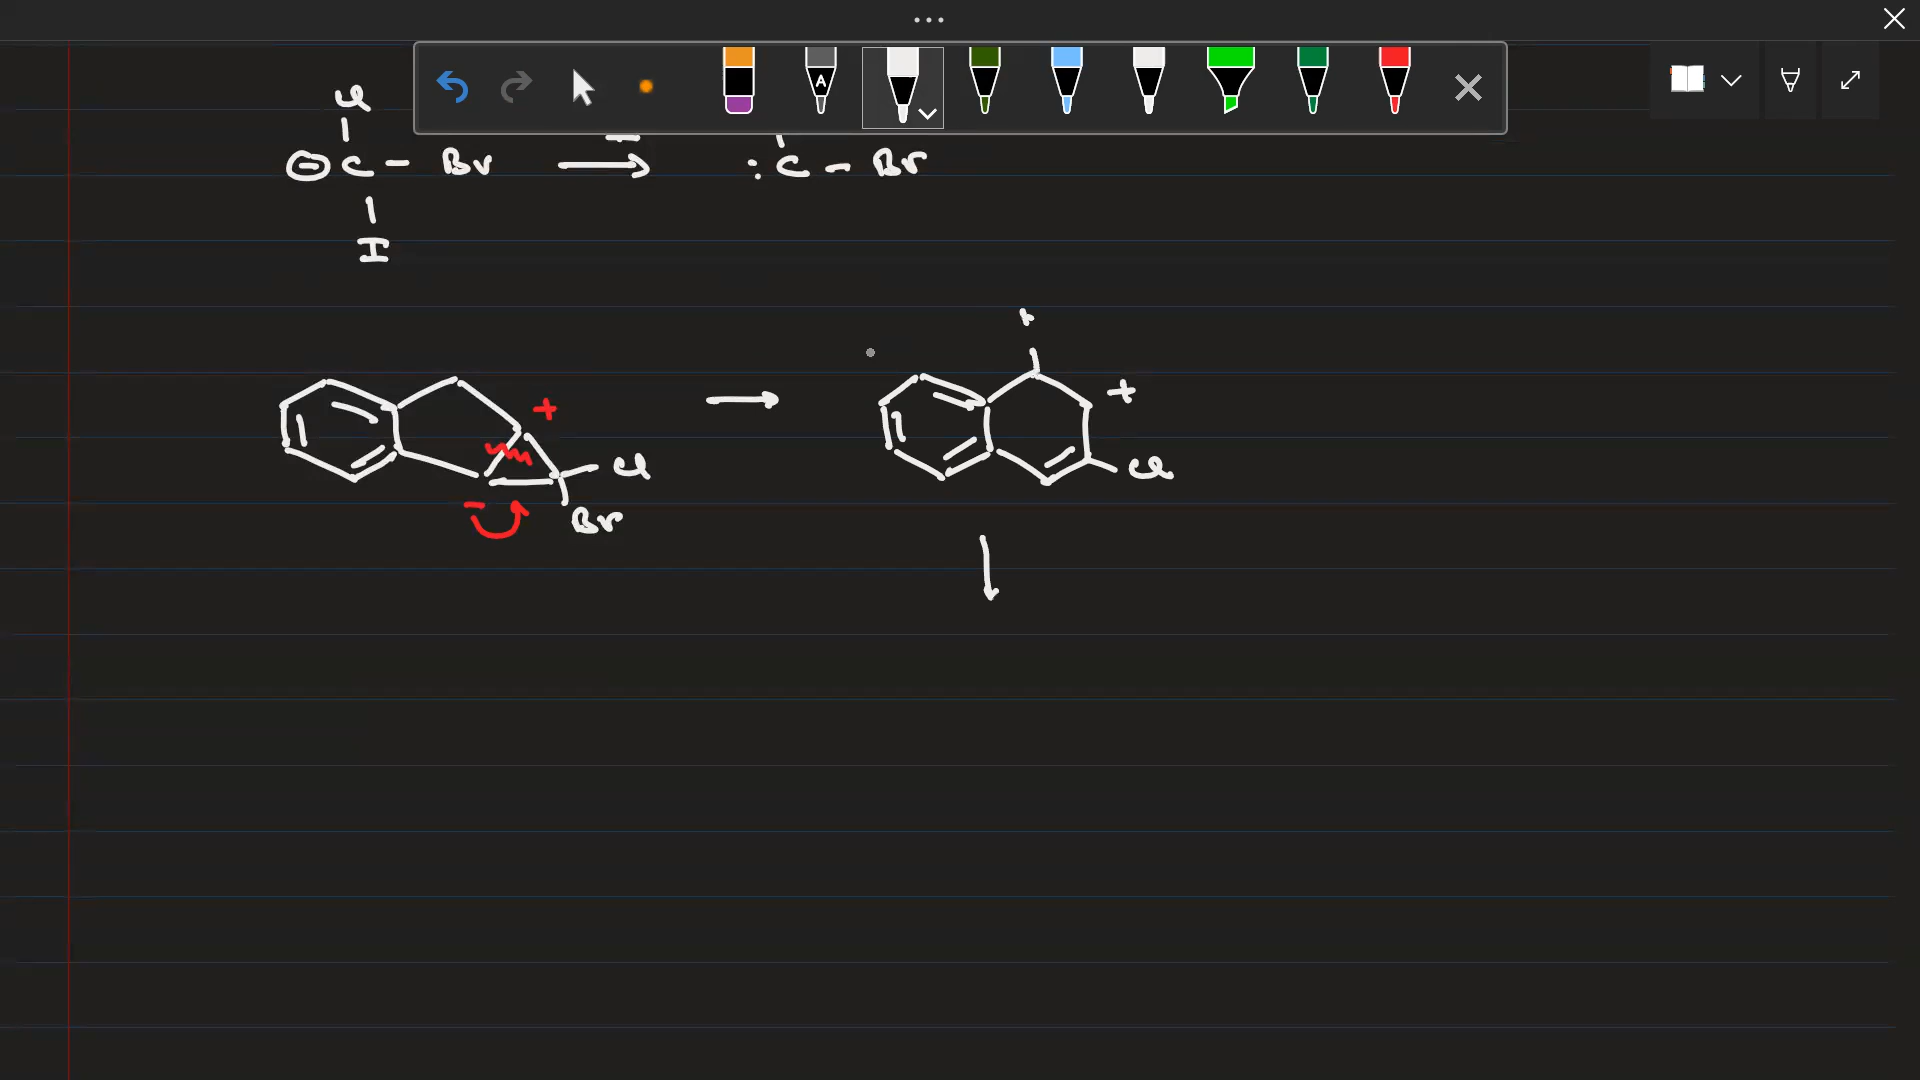 Cl
⊖ C - Br → : C - Br
I
+
+ → +
Cl Cl
- Br